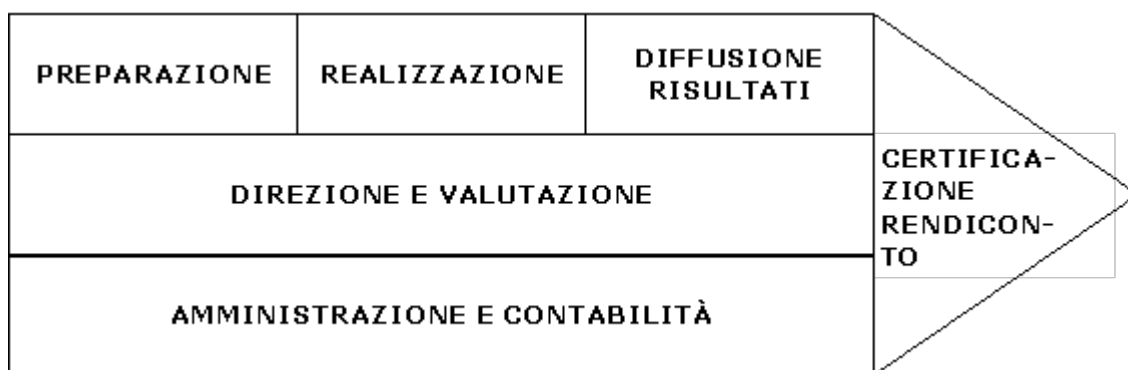 PREPARAZIONE
REALIZZAZIONE
DIFFUSIONE
RISULTATI
DIREZIONE E VALUTAZIONE
CERTIFICA-
ZIONE
RENDICON-
TO
AMMINISTRAZIONE E CONTABILITÀ